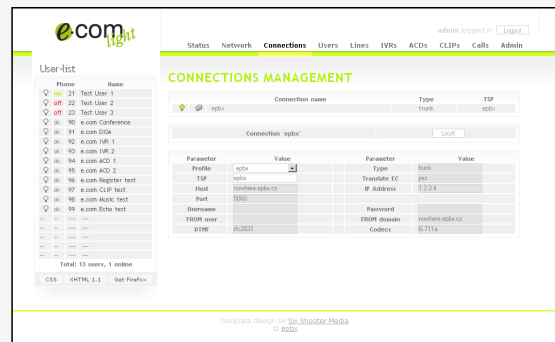 e.com light
admin logged in Logout
Status Network Connections Users Lines IVRs ACDs CLIPs Calls Admin
User-list
Phone Name
on 21 Test User 1
off 22 Test User 2
off 23 Test User 3
ok 90 e.com Conference
ok 91 e.com DISA
ok 92 e.com IVR 1
ok 93 e.com IVR 2
ok 94 e.com ACD 1
ok 95 e.com ACD 2
ok 96 e.com Register test
ok 97 e.com CLIP test
ok 98 e.com Music test
ok 99 e.com Echo test
-- -- --- ---
-- -- --- ---
-- -- --- ---
-- -- --- ---
-- -- --- ---
Total: 13 users, 1 online
CSS XHTML 1.1 Get Firefox
CONNECTIONS MANAGEMENT
Connection name Type TSP
epbx trunk epbx
Connection 'epbx' SAVE
Parameter Value Parameter Value
Profile epbx Type trunk
TSP epbx Translate EC yes
Host nowhere.epbx.cz IP Address 1.2.3.4
Port 5060
Username Password
FROM user FROM domain nowhere.epbx.cz
DTMF rfc2833 Codecs G.711a
Template design by Six Shooter Media.
© epbx